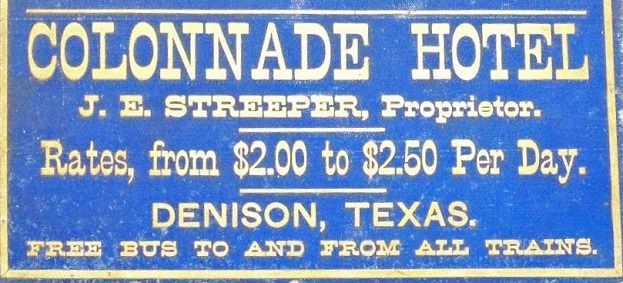 COLONNADE HOTEL
J. E. STREEPER, Proprietor.
Rates, from $2.00 to $2.50 Per Day.
DENISON, TEXAS.
FREE BUS TO AND FROM ALL TRAINS.